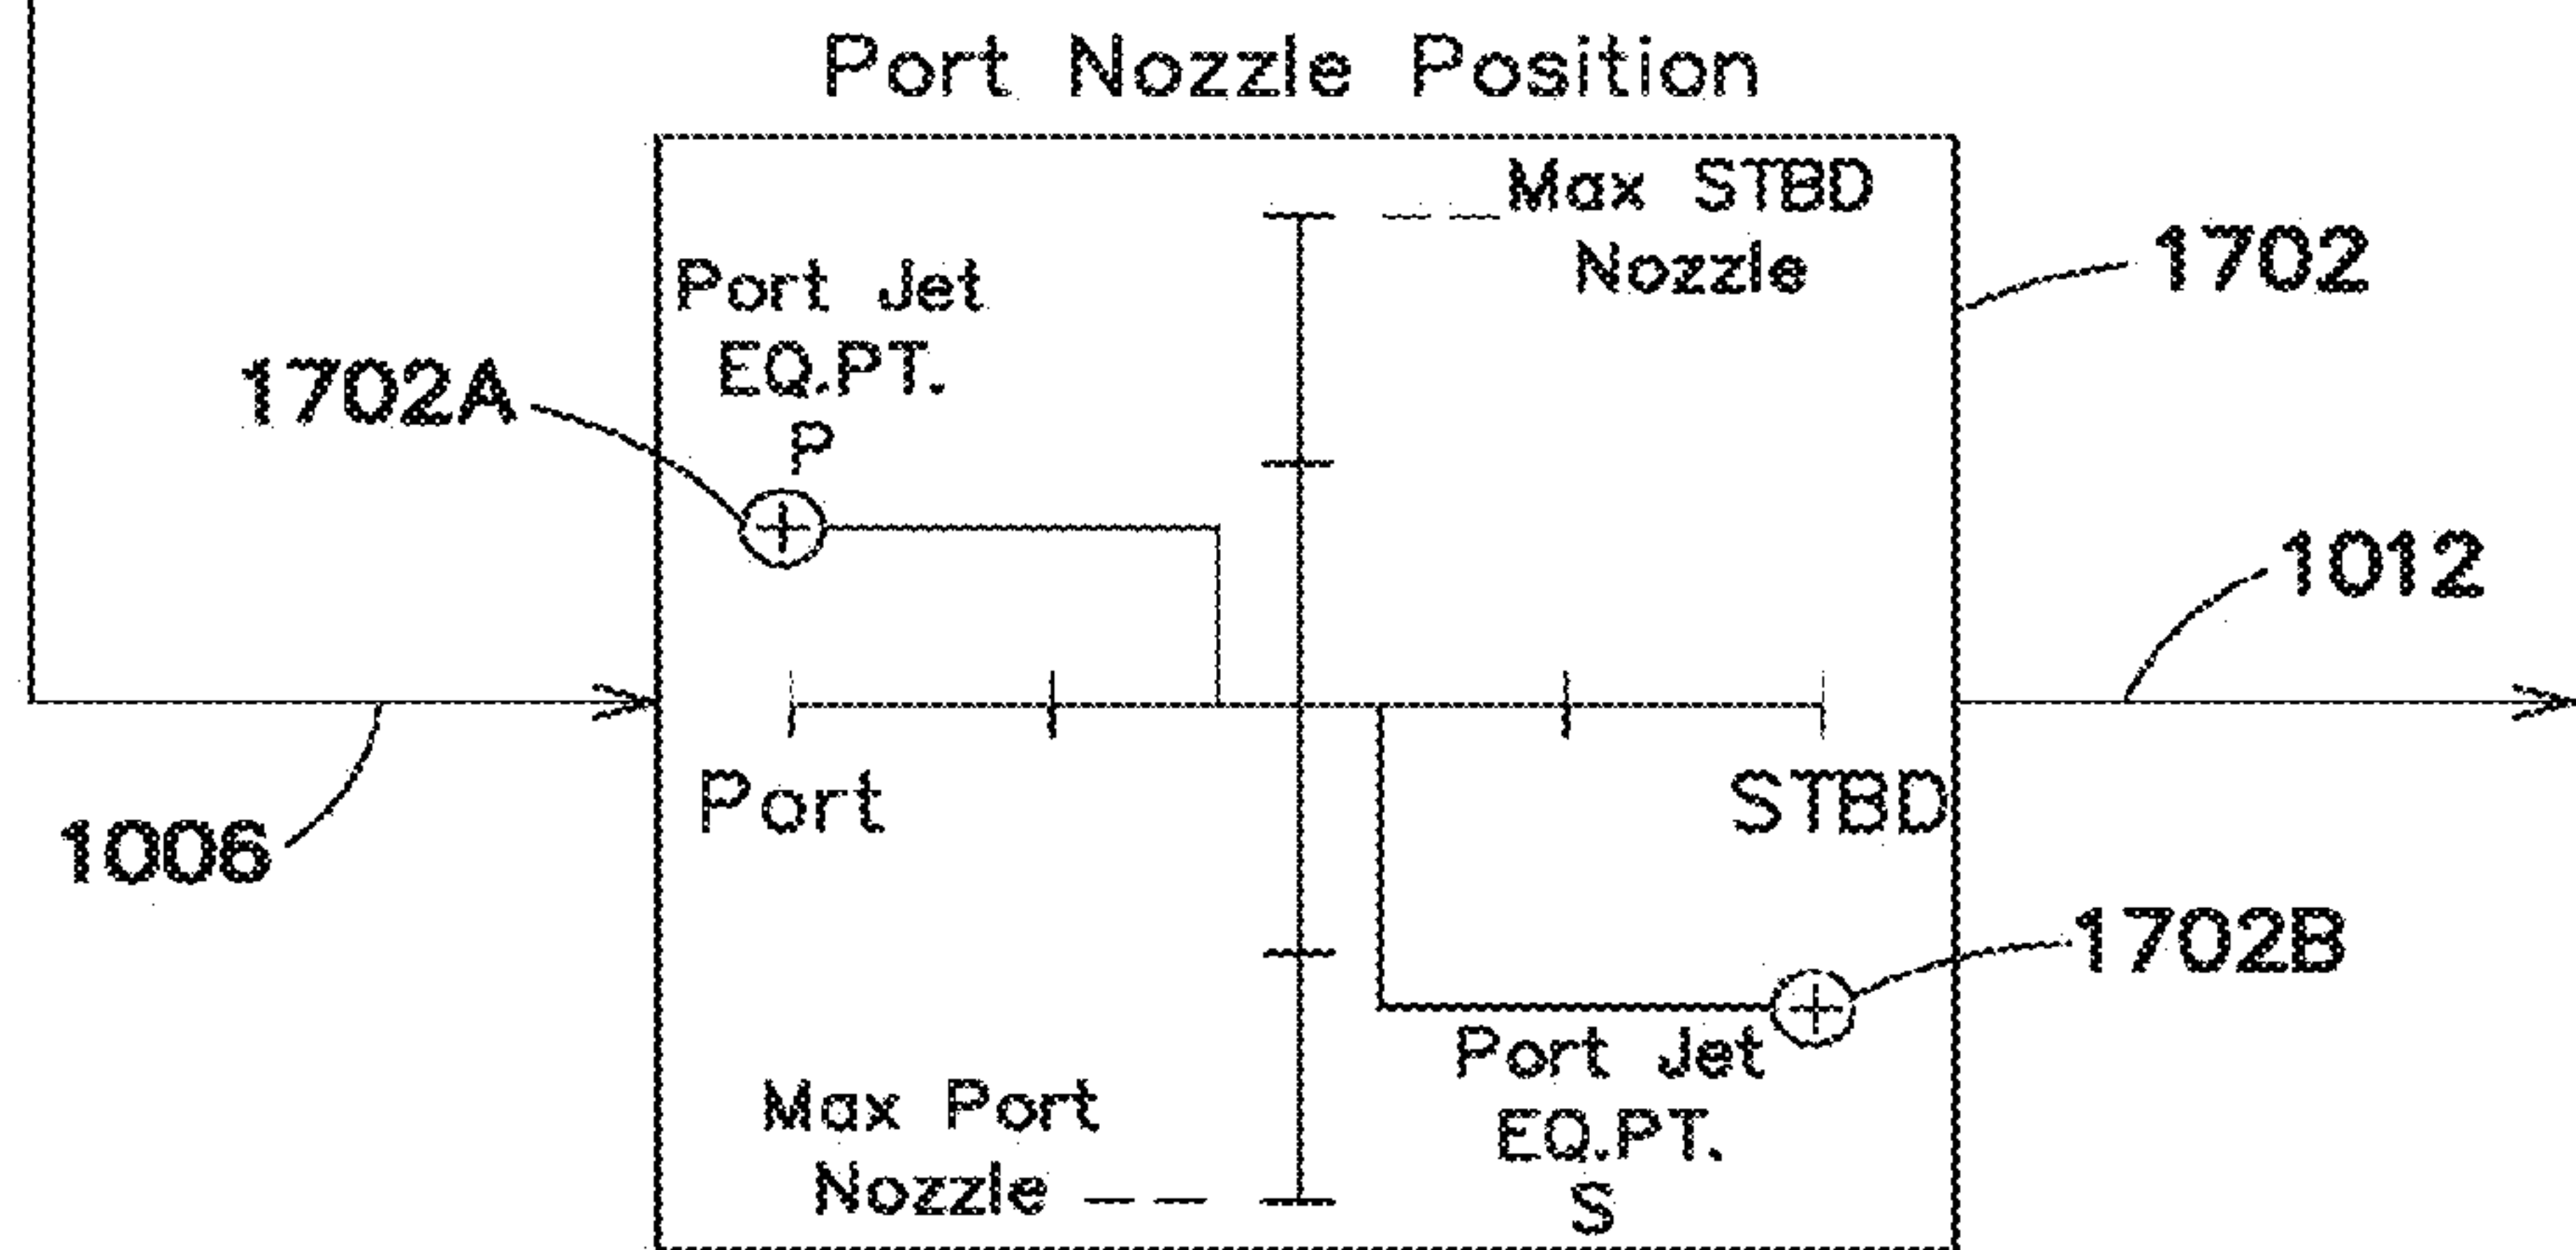 Port Nozzle Position
Max STBD
Nozzle
1702
Port Jet
EQ.PT.
P
1702A
1012
Port
STBD
1006
1702B
Port Jet
EQ.PT.
S
Max Port
Nozzle